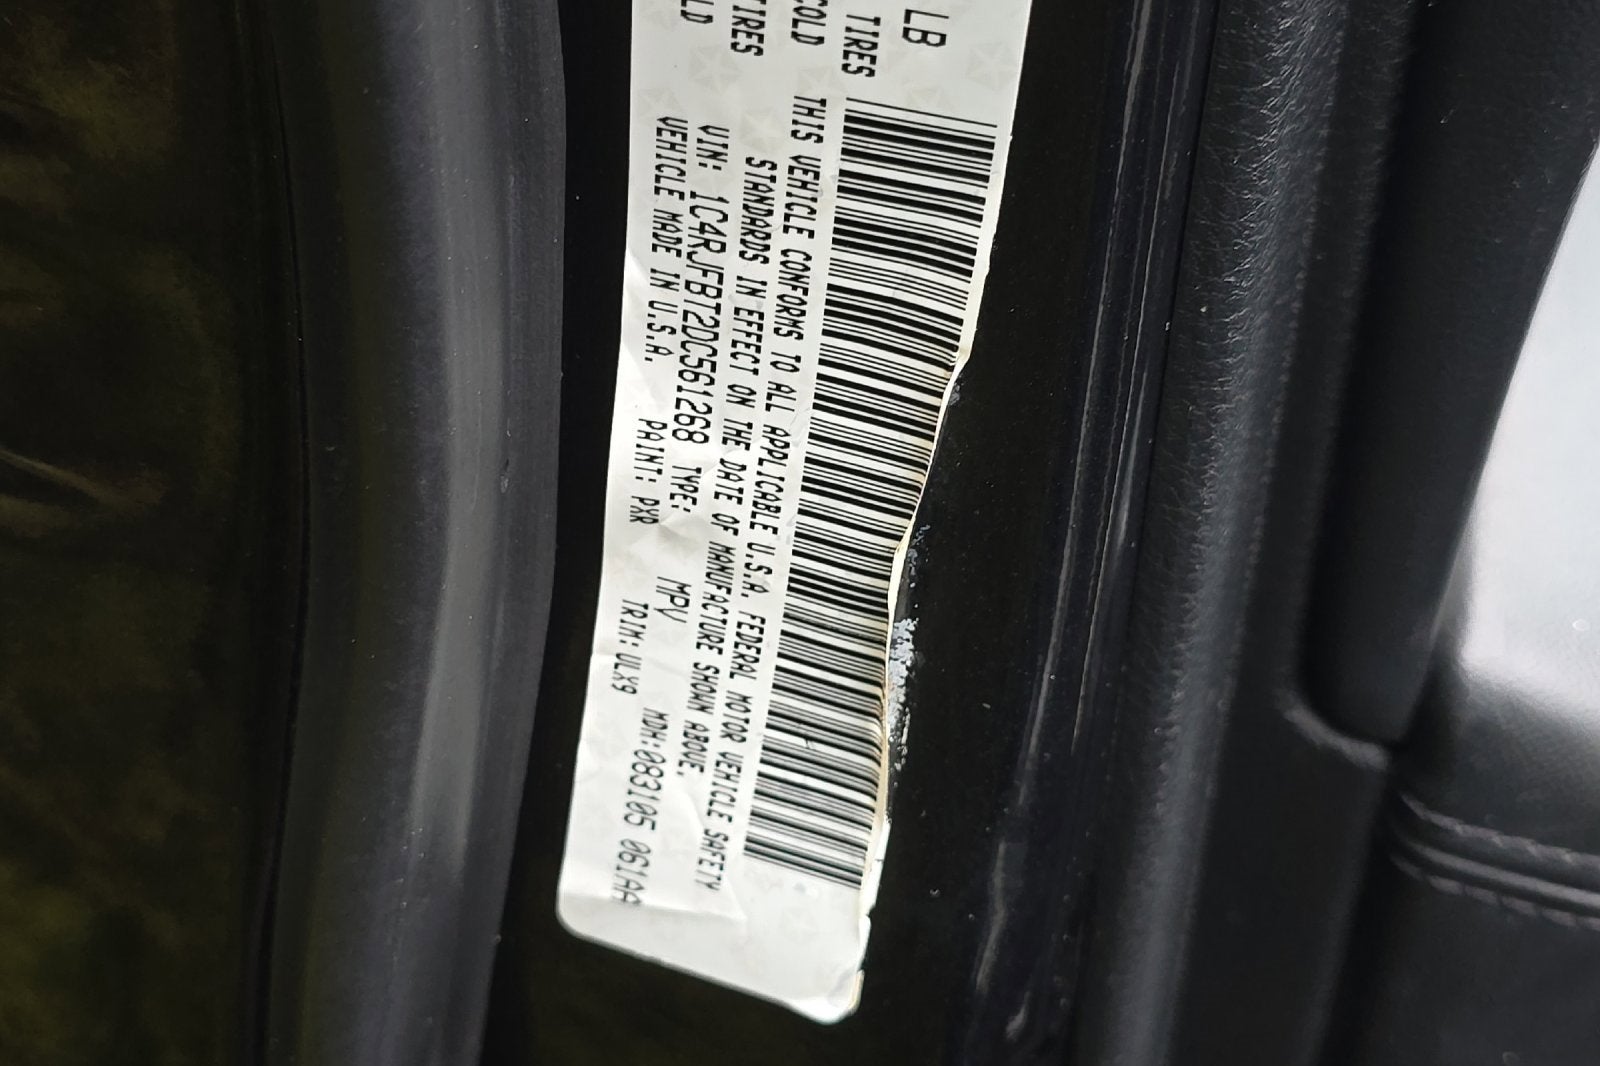 LB
TIRES
COLD
TIRES
THIS VEHICLE CONFORMS TO ALL APPLICABLE U.S.A. FEDERAL MOTOR VEHICLE SAFETY
STANDARDS IN EFFECT ON THE DATE OF MANUFACTURE SHOWN ABOVE.
VIN: 1C4RJFBT2DC561268 TYPE: MPV MDH:083105 061AA
VEHICLE MADE IN U.S.A. PAINT: PXR TRIM: ULX9